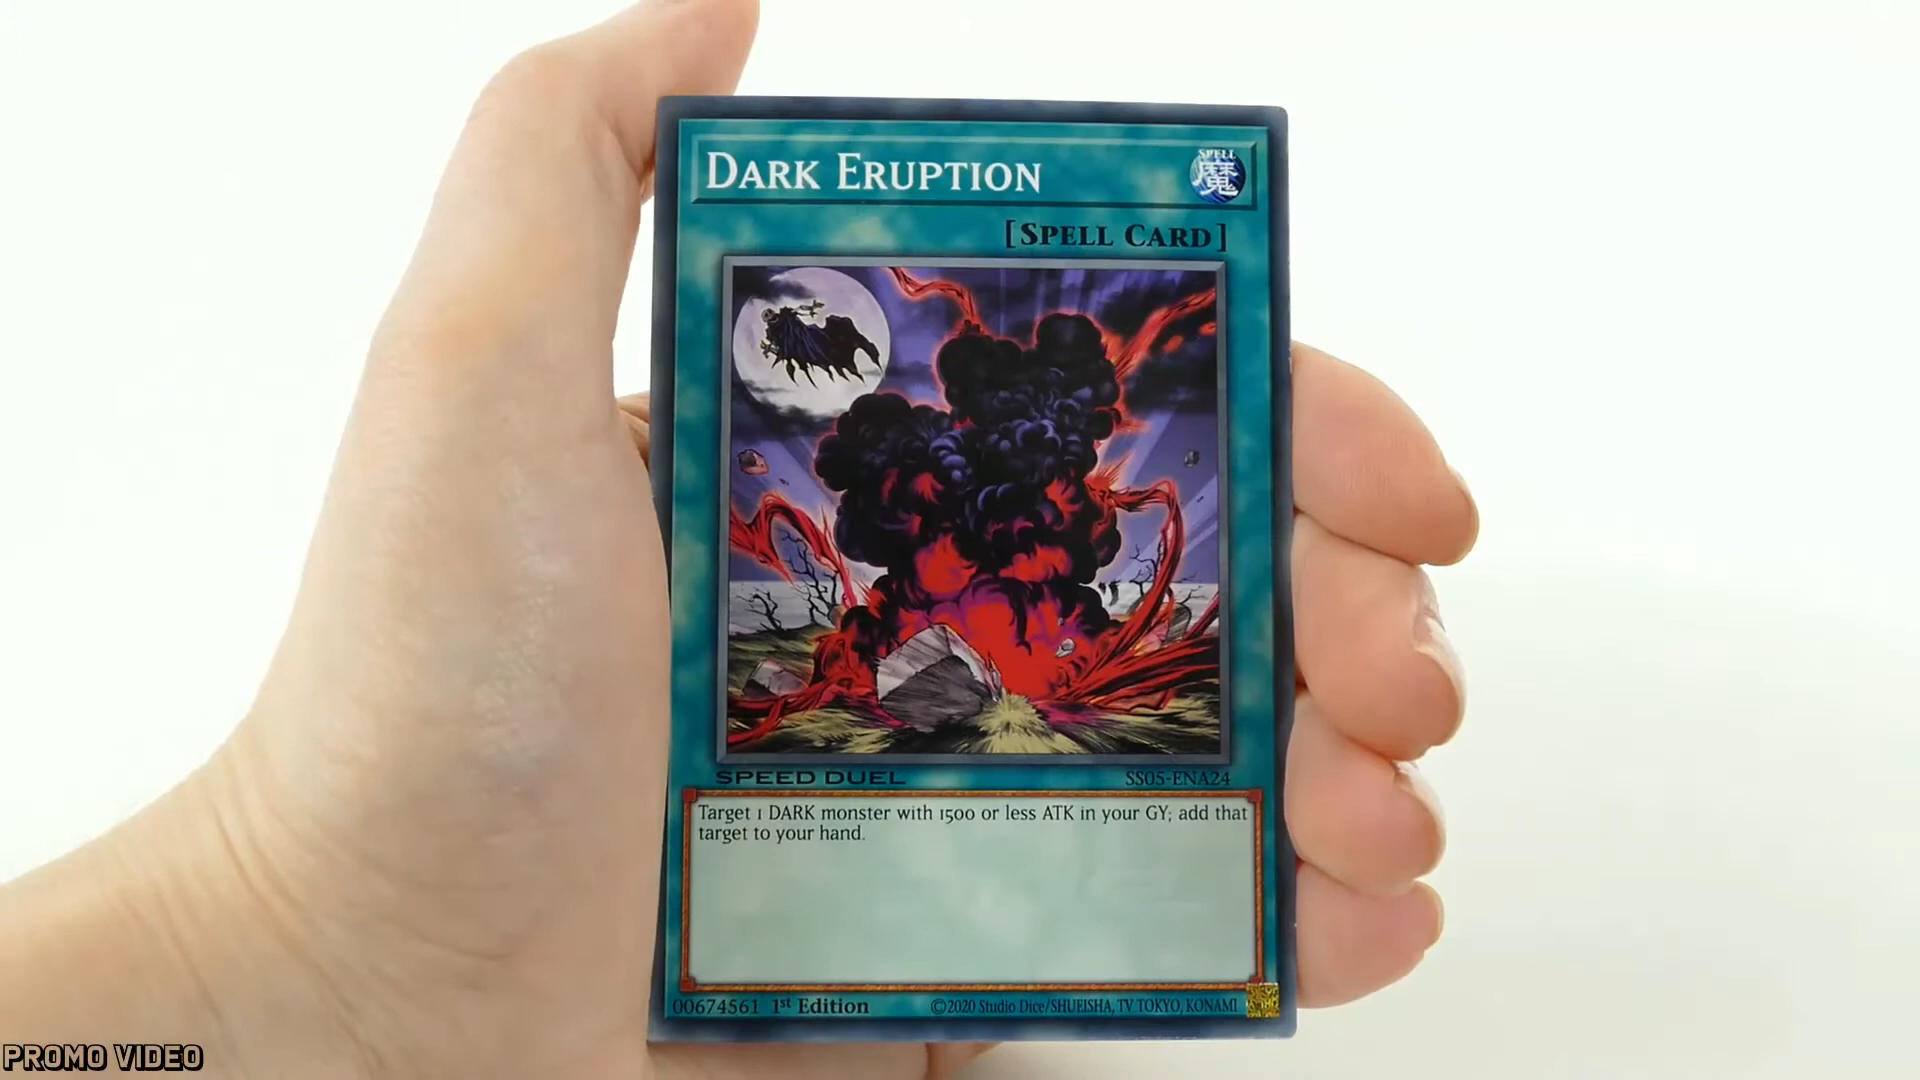 DARK ERUPTION
SPELL
魔
[SPELL CARD]
SPEED DUEL
SS05-ENA24
Target 1 DARK monster with 1500 or less ATK in your GY; add that
target to your hand.
00674561 1st Edition
©2020 Studio Dice/SHUEISHA, TV TOKYO, KONAMI
PROMO VIDEO